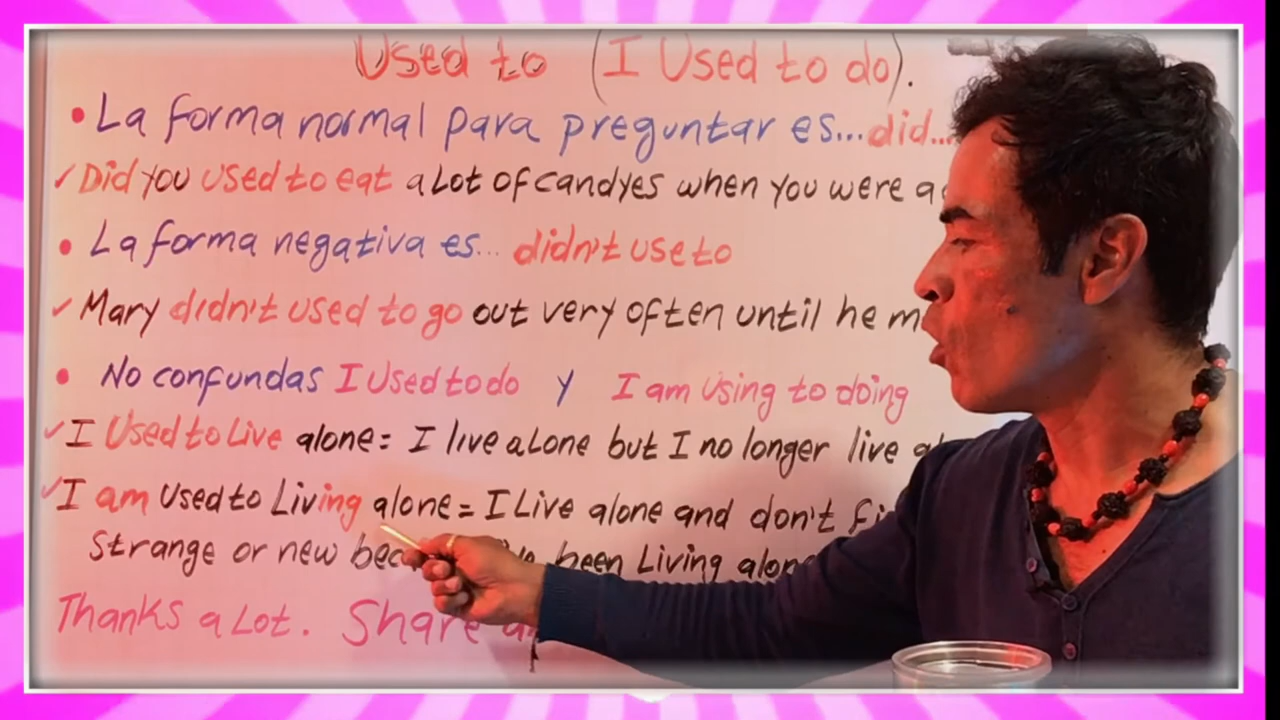 Used to (I Used to do).
• La forma normal para preguntar es...did...
✓ Did you used to eat a Lot of candyes when you were a
• La forma negativa es... didn't use to
✓ Mary didn't used to go out very often until he m
• No confundas I Used to do y I am Using to doing
✓ I Used to Live alone = I live aLone but I no longer live
✓ I am Used to Living alone = I Live alone and don't
Strange or new been Living
Thanks a Lot. Share